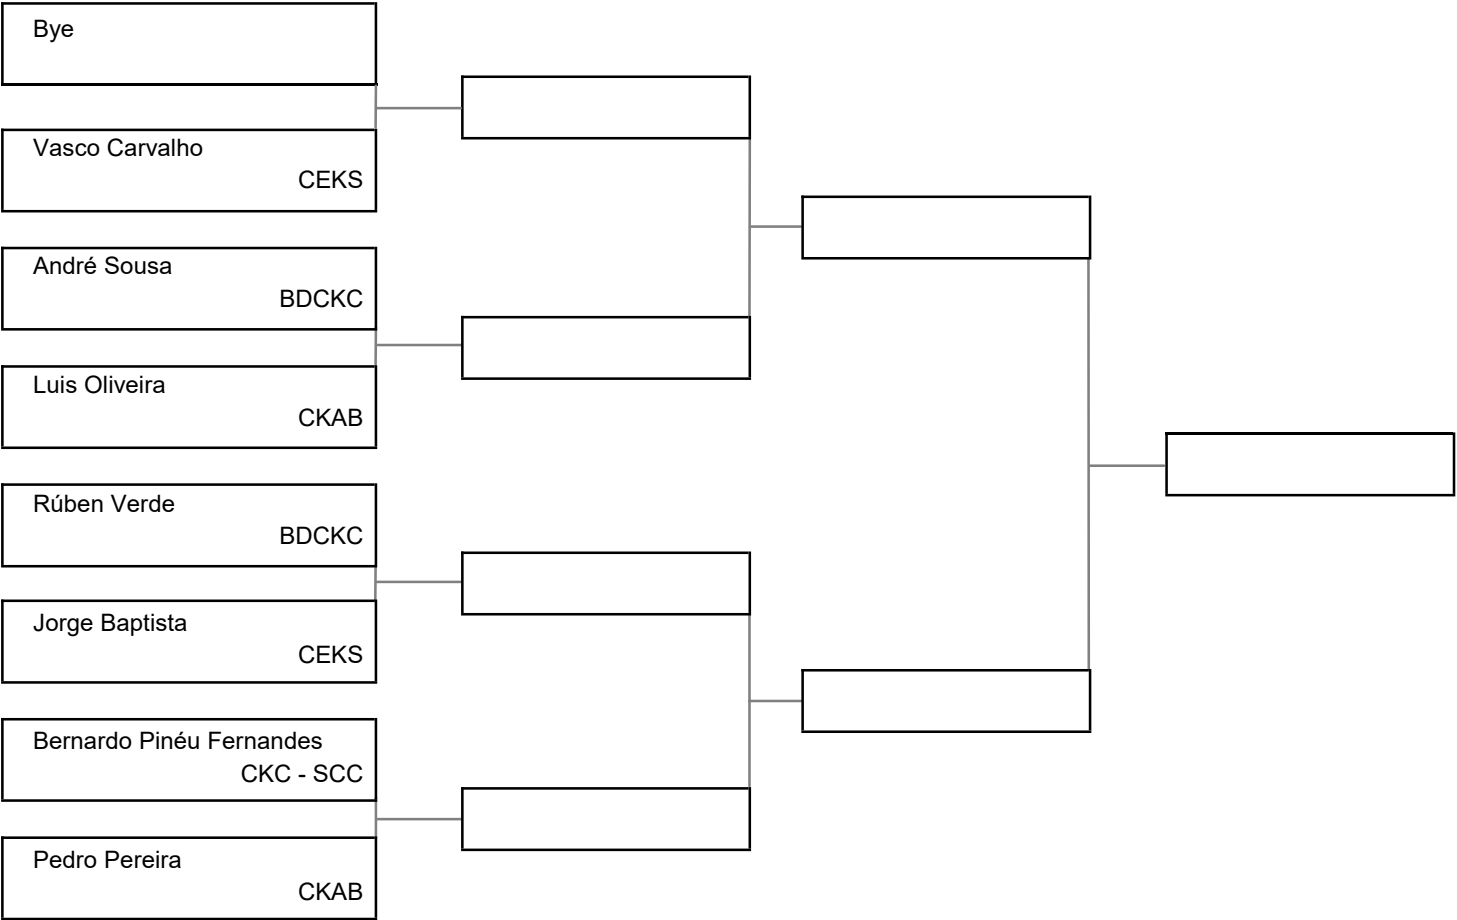 Bye
Vasco Carvalho
CEKS
André Sousa
BDCKC
Luis Oliveira
CKAB
Rúben Verde
BDCKC
Jorge Baptista
CEKS
Bernardo Pinéu Fernandes
CKC - SCC
Pedro Pereira
CKAB